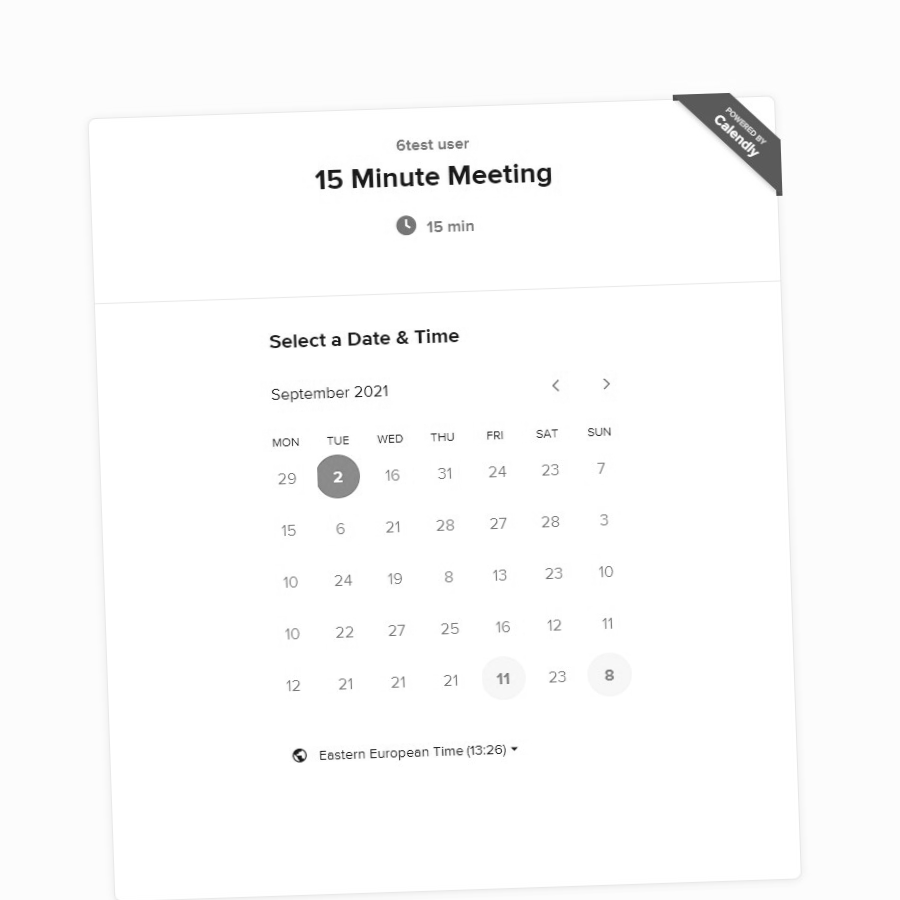 POWERED BY
Calendly
6test user
15 Minute Meeting
15 min
Select a Date & Time
September 2021
MON TUE WED THU FRI SAT SUN
29 2 16 31 24 23 7
15 6 21 28 27 28 3
10 24 19 8 13 23 10
10 22 27 25 16 12 11
12 21 21 21 11 23 8
Eastern European Time (13:26)